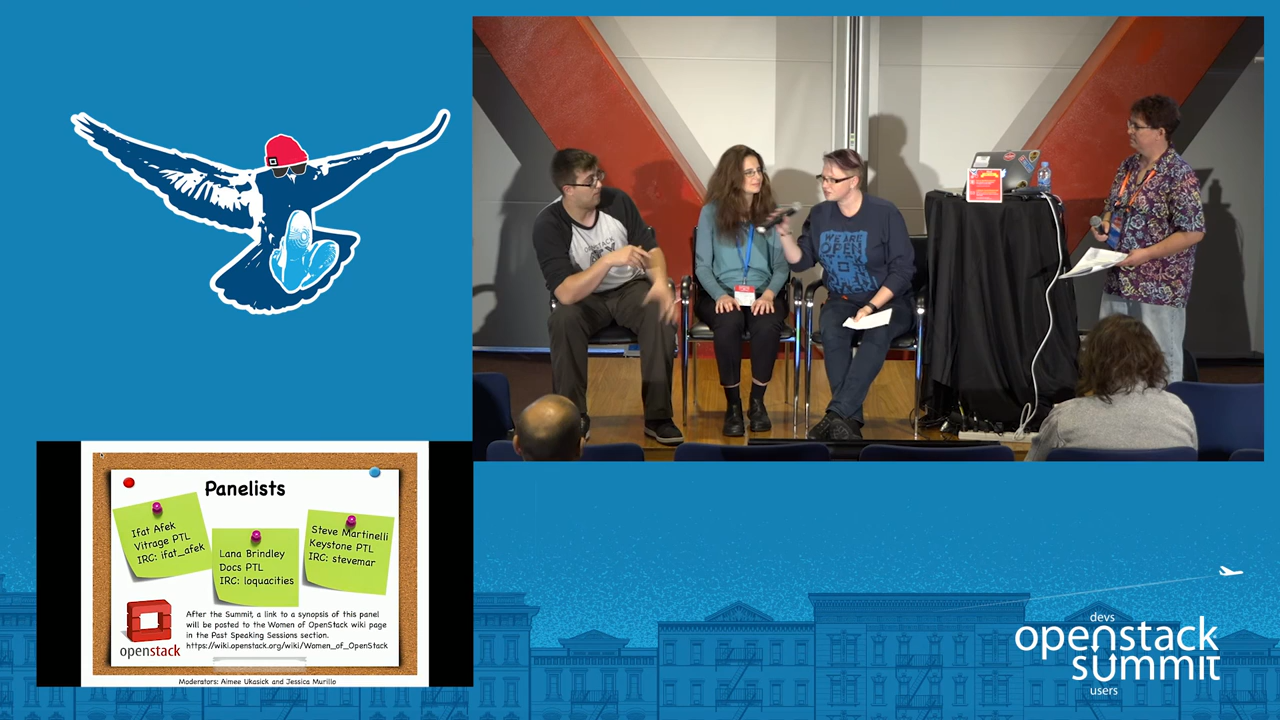 WE ARE
OPEN
Panelists
Ifat Afek
Vitrage PTL
IRC: ifat_afek
Lana Brindley
Docs PTL
IRC: loquacities
Steve Martinelli
Keystone PTL
IRC: stevemar
After the Summit, a link to a synopsis of this panel
will be posted to the Women of OpenStack wiki page
in the Past Speaking Sessions section.
https://wiki.openstack.org/wiki/Women_of_OpenStack
openstack
Moderators: Aimee Ukasick and Jessica Murillo
devs
openstack
summit
users